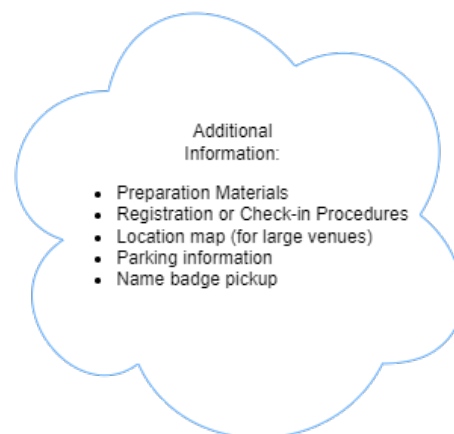 Additional
Information:
• Preparation Materials
• Registration or Check-in Procedures
• Location map (for large venues)
• Parking information
• Name badge pickup